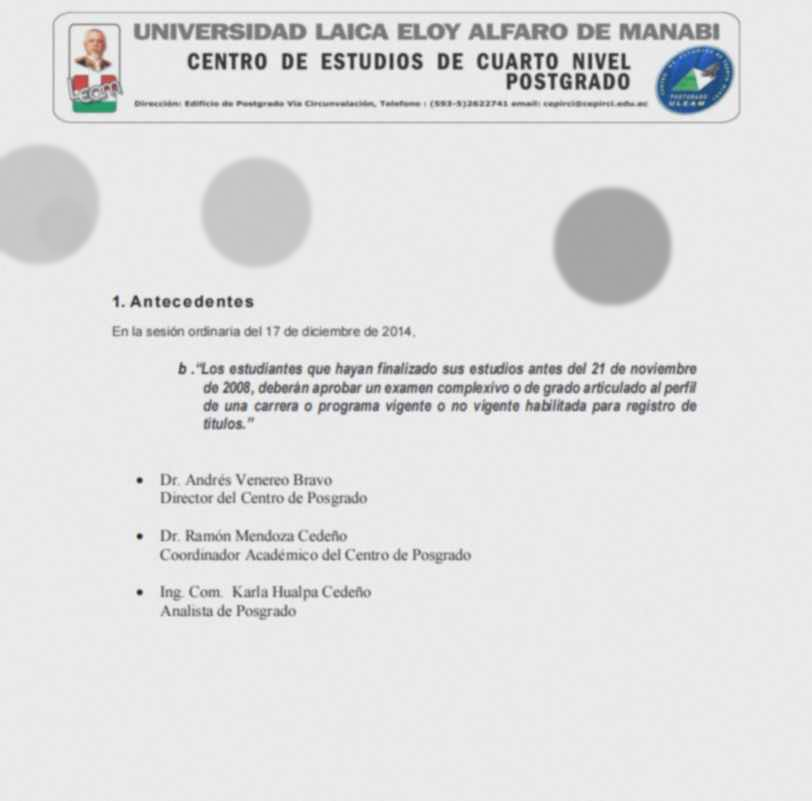 UNIVERSIDAD LAICA ELOY ALFARO DE MANABI
CENTRO DE ESTUDIOS DE CUARTO NIVEL
POSTGRADO
Dirección: Edificio de Postgrado Via Circunvalación, Telefono : (593-5)2622741 email: cepirci@cepirci.edu.ec
POSTGRADO
ULEAM
1. Antecedentes
En la sesión ordinaria del 17 de diciembre de 2014,
b ."Los estudiantes que hayan finalizado sus estudios antes del 21 de noviembre
de 2008, deberán aprobar un examen complexivo o de grado articulado al perfil
de una carrera o programa vigente o no vigente habilitada para registro de
títulos."
• Dr. Andrés Venereo Bravo
Director del Centro de Posgrado
• Dr. Ramón Mendoza Cedeño
Coordinador Académico del Centro de Posgrado
• Ing. Com. Karla Hualpa Cedeño
Analista de Posgrado